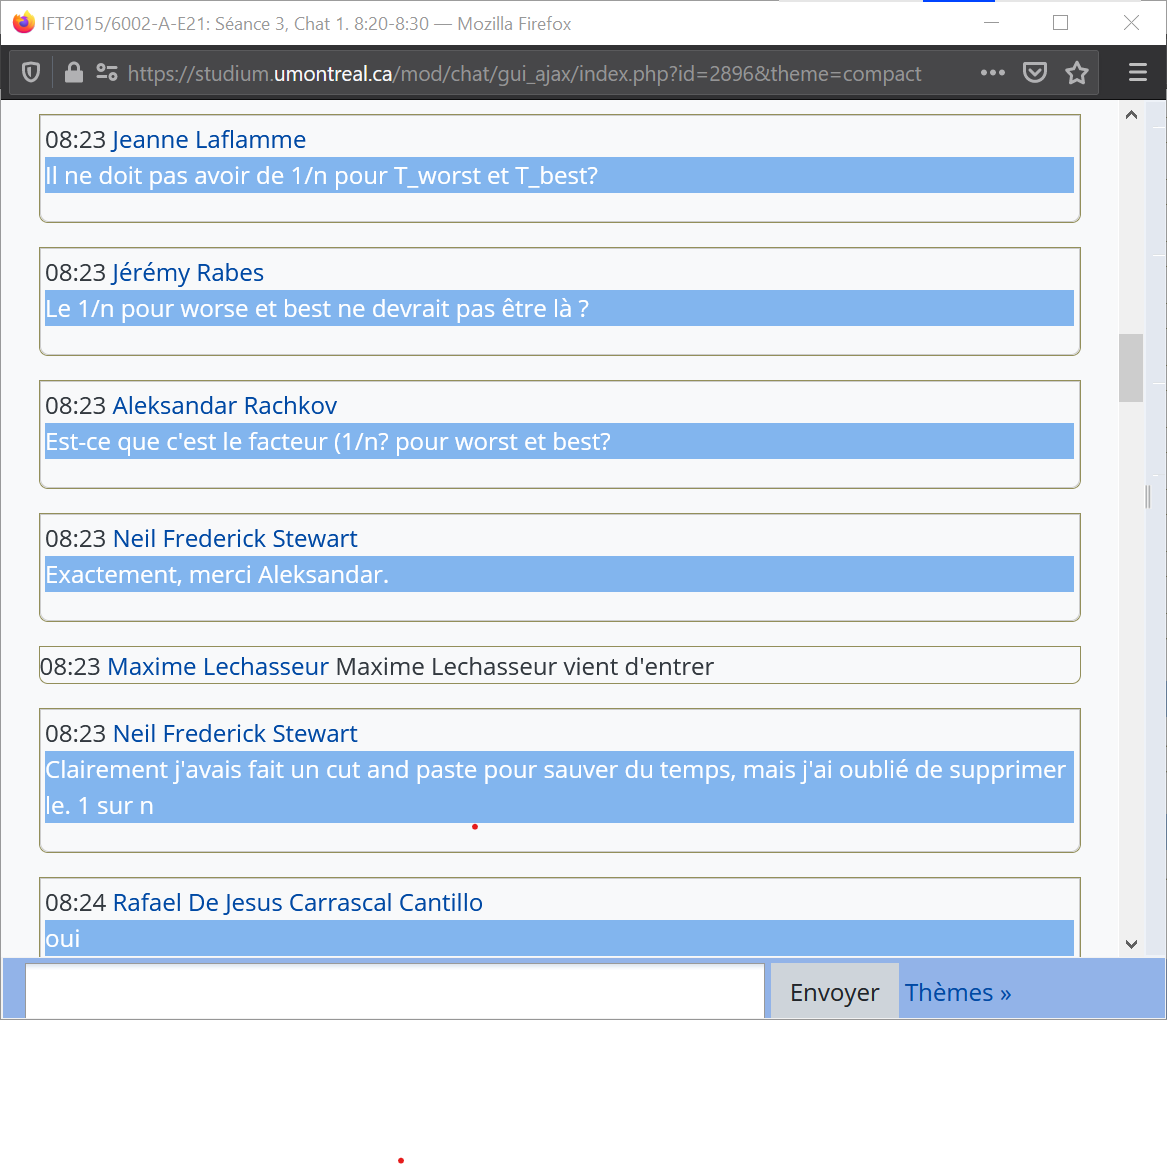 IFT2015/6002-A-E21: Séance 3, Chat 1. 8:20-8:30 — Mozilla Firefox
https://studium.umontreal.ca/mod/chat/gui_ajax/index.php?id=2896&theme=compact
08:23 Jeanne Laflamme
Il ne doit pas avoir de 1/n pour T_worst et T_best?
08:23 Jérémy Rabes
Le 1/n pour worse et best ne devrait pas être là ?
08:23 Aleksandar Rachkov
Est-ce que c'est le facteur (1/n? pour worst et best?
08:23 Neil Frederick Stewart
Exactement, merci Aleksandar.
08:23 Maxime Lechasseur Maxime Lechasseur vient d'entrer
08:23 Neil Frederick Stewart
Clairement j'avais fait un cut and paste pour sauver du temps, mais j'ai oublié de supprimer
le. 1 sur n
08:24 Rafael De Jesus Carrascal Cantillo
oui
Envoyer Thèmes »